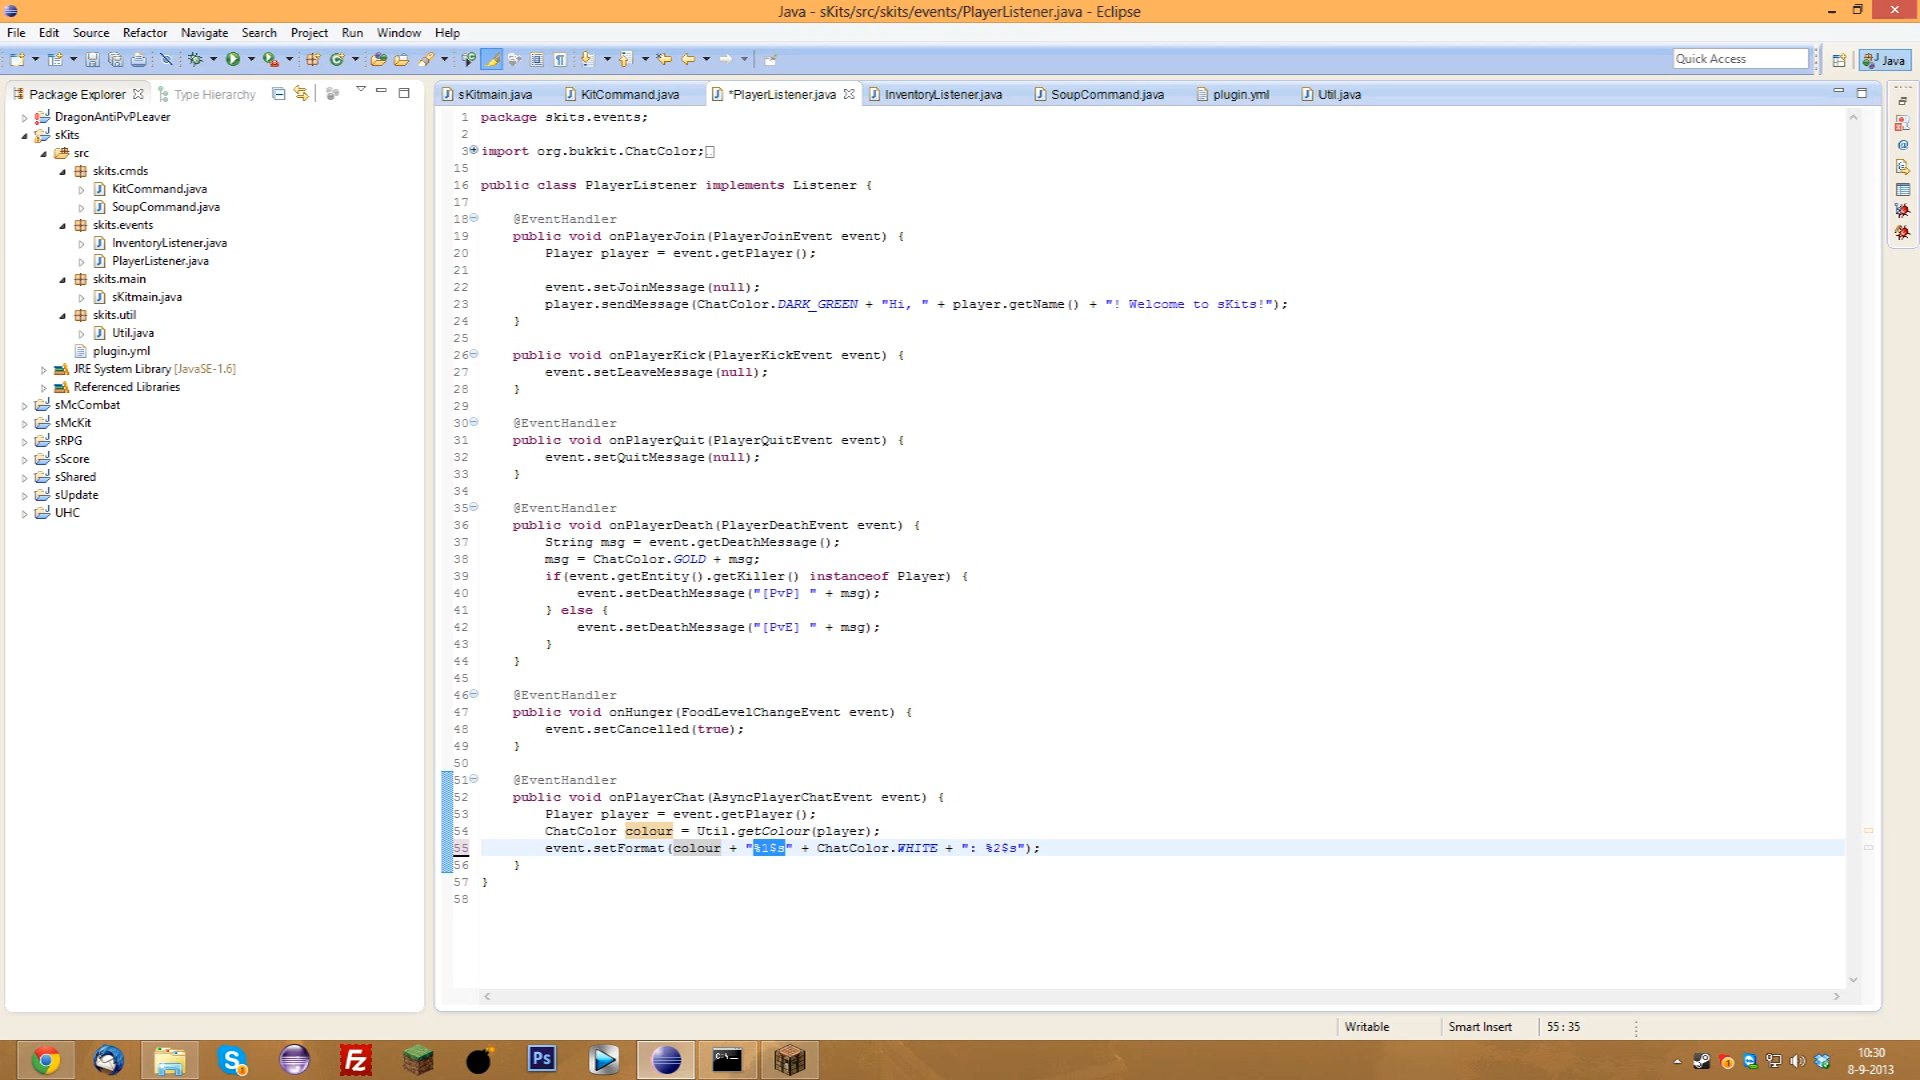 Java - sKits/src/skits/events/PlayerListener.java - Eclipse
File Edit Source Refactor Navigate Search Project Run Window Help
Quick Access
Java
Package Explorer
Type Hierarchy
sKitmain.java
KitCommand.java
*PlayerListener.java
InventoryListener.java
SoupCommand.java
plugin.yml
Util.java
DragonAntiPvPLeaver
sKits
src
skits.cmds
KitCommand.java
SoupCommand.java
skits.events
InventoryListener.java
PlayerListener.java
skits.main
sKitmain.java
skits.util
Util.java
plugin.yml
JRE System Library [JavaSE-1.6]
Referenced Libraries
sMcCombat
sMcKit
sRPG
sScore
sShared
sUpdate
UHC
1 package skits.events;
2
3 import org.bukkit.ChatColor;
15
16 public class PlayerListener implements Listener {
17
18 @EventHandler
19 public void onPlayerJoin(PlayerJoinEvent event) {
20 Player player = event.getPlayer();
21
22 event.setJoinMessage(null);
23 player.sendMessage(ChatColor.DARK_GREEN + "Hi, " + player.getName() + "! Welcome to sKits!");
24 }
25
26 public void onPlayerKick(PlayerKickEvent event) {
27 event.setLeaveMessage(null);
28 }
29
30 @EventHandler
31 public void onPlayerQuit(PlayerQuitEvent event) {
32 event.setQuitMessage(null);
33 }
34
35 @EventHandler
36 public void onPlayerDeath(PlayerDeathEvent event) {
37 String msg = event.getDeathMessage();
38 msg = ChatColor.GOLD + msg;
39 if(event.getEntity().getKiller() instanceof Player) {
40 event.setDeathMessage("[PvP] " + msg);
41 } else {
42 event.setDeathMessage("[PvE] " + msg);
43 }
44 }
45
46 @EventHandler
47 public void onHunger(FoodLevelChangeEvent event) {
48 event.setCancelled(true);
49 }
50
51 @EventHandler
52 public void onPlayerChat(AsyncPlayerChatEvent event) {
53 Player player = event.getPlayer();
54 ChatColor colour = Util.getColour(player);
55 event.setFormat(colour + "%1$s" + ChatColor.WHITE + ": %2$s");
56 }
57 }
58
Writable
Smart Insert
55 : 35
Ps
10:30
8-9-2013